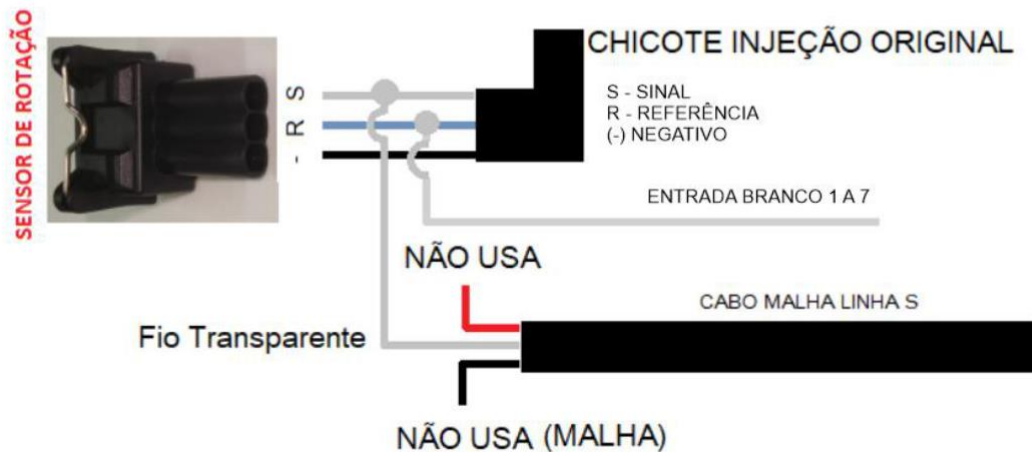 SENSOR DE ROTAÇÃO
S
R
-
CHICOTE INJEÇÃO ORIGINAL
S - SINAL
R - REFERÊNCIA
(-) NEGATIVO
ENTRADA BRANCO 1 A 7
NÃO USA
CABO MALHA LINHA S
Fio Transparente
NÃO USA (MALHA)